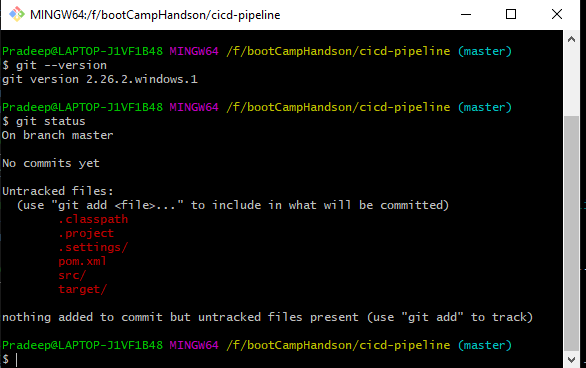 MINGW64:/f/bootCampHandson/cicd-pipeline
Pradeep@LAPTOP-J1VF1B48 MINGW64 /f/bootCampHandson/cicd-pipeline (master)
$ git --version
git version 2.26.2.windows.1
Pradeep@LAPTOP-J1VF1B48 MINGW64 /f/bootCampHandson/cicd-pipeline (master)
$ git status
On branch master
No commits yet
Untracked files:
(use "git add <file>..." to include in what will be committed)
.classpath
.project
.settings/
pom.xml
src/
target/
nothing added to commit but untracked files present (use "git add" to track)
Pradeep@LAPTOP-J1VF1B48 MINGW64 /f/bootCampHandson/cicd-pipeline (master)
$